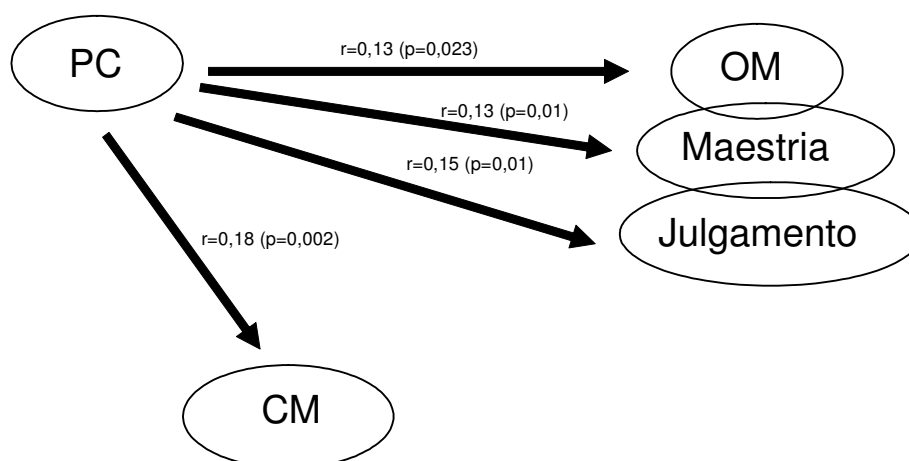 PC
r=0,13 (p=0,023)
OM
r=0,13 (p=0,01)
Maestria
r=0,15 (p=0,01)
Julgamento
r=0,18 (p=0,002)
CM